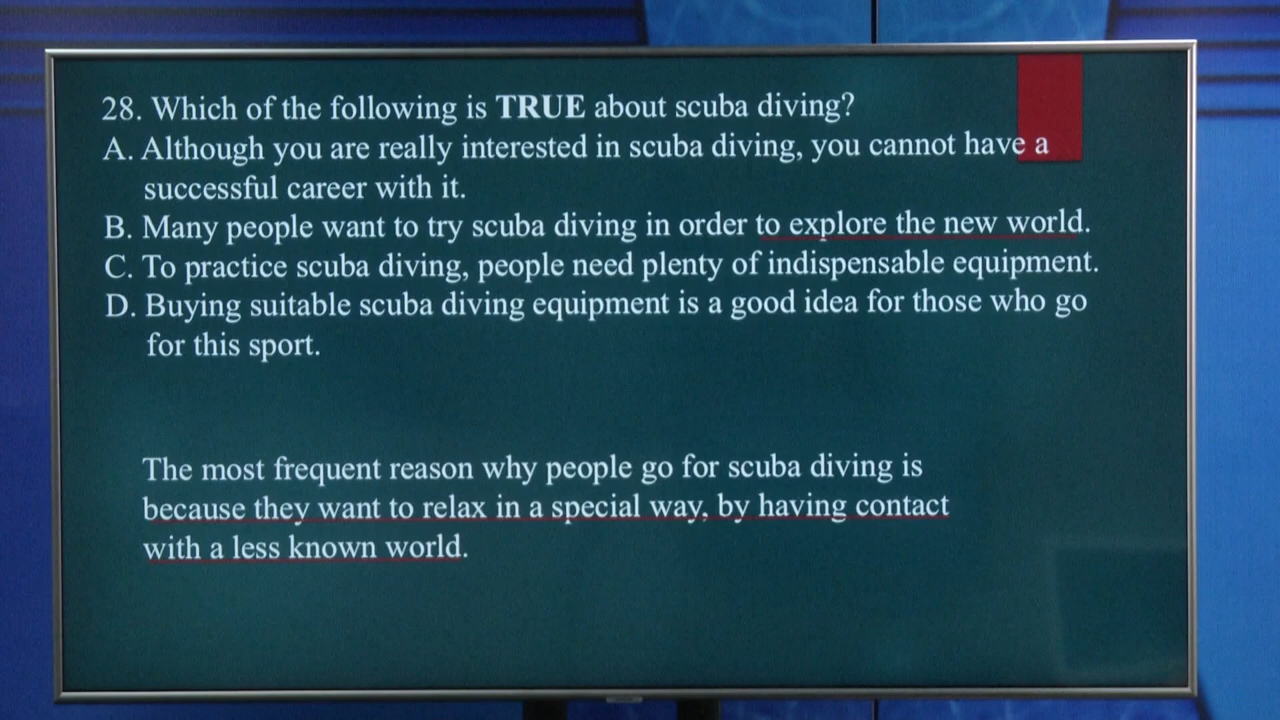 28. Which of the following is TRUE about scuba diving?
A. Although you are really interested in scuba diving, you cannot have a
successful career with it.
B. Many people want to try scuba diving in order to explore the new world.
C. To practice scuba diving, people need plenty of indispensable equipment.
D. Buying suitable scuba diving equipment is a good idea for those who go
for this sport.
The most frequent reason why people go for scuba diving is
because they want to relax in a special way, by having contact
with a less known world.